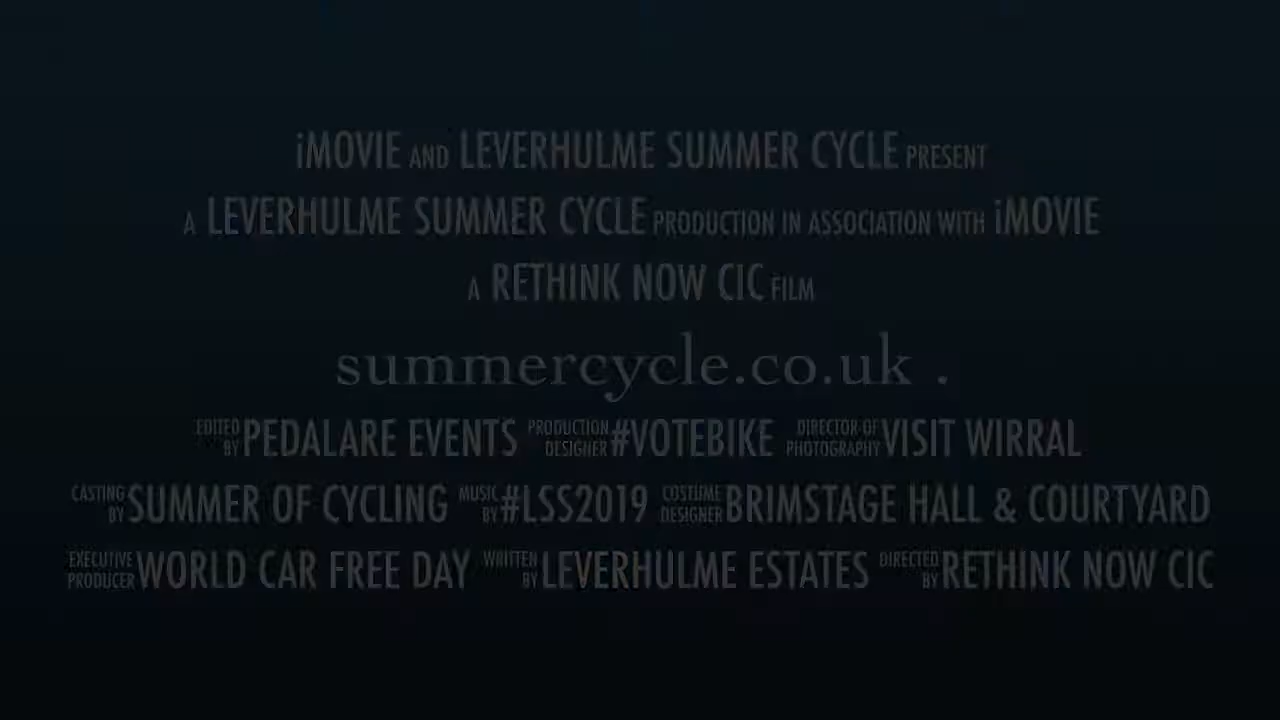 iMOVIE AND LEVERHULME SUMMER CYCLE PRESENT
A LEVERHULME SUMMER CYCLE PRODUCTION IN ASSOCIATION WITH iMOVIE
A RETHINK NOW CIC FILM
summercycle.co.uk .
EDITED BY PEDALARE EVENTS PRODUCTION DESIGNER #VOTEBIKE DIRECTOR OF PHOTOGRAPHY VISIT WIRRAL
CASTING BY SUMMER OF CYCLING MUSIC BY #LSS2019 COSTUME DESIGNER BRIMSTAGE HALL & COURTYARD
EXECUTIVE PRODUCER WORLD CAR FREE DAY WRITTEN BY LEVERHULME ESTATES DIRECTED BY RETHINK NOW CIC